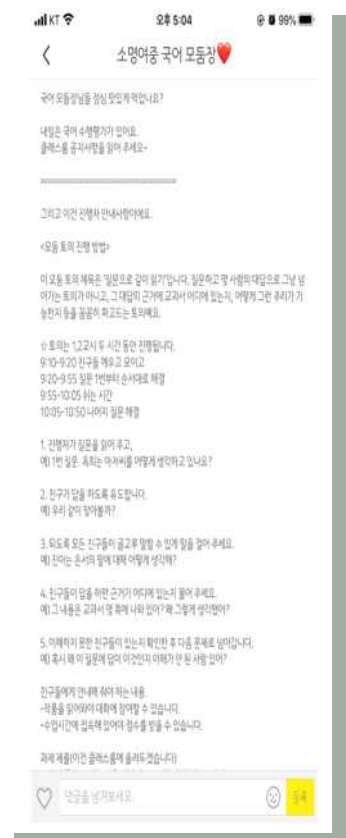 KT 오후 5:04 99%
소명여중 국어 모둠장❤️
국어 모둠장님들 점심 맛있게 먹었나요?
내일은 국어 수행평가가 있어요.
클래스룸 공지사항을 읽어 주세요~
그리고 이건 진행자 안내사항이에요.
<모둠 토의 진행 방법>
이 모둠 토의 제목은 '질문으로 깊이 읽기'입니다. 질문하고 몇 사람의 대답으로 그냥 넘
어가는 토의가 아니고, 그 대답의 근거에 교과서 어디에 있는지, 어떻게 그런 추리가 가
능한지 등을 꼼꼼히 파고드는 토의예요.
☆ 토의는 1,2교시 두 시간 동안 진행됩니다.
9:10-9:20 친구들 깨우고 모이고
9:20-9:55 질문 1번부터 순서대로 해결
9:55-10:05 쉬는 시간
10:05-10:50 나머지 질문 해결
1. 진행자가 질문을 읽어 주고,
예) 1번 질문. 옥희는 아저씨를 어떻게 생각하고 있나요?
2. 친구가 답을 하도록 유도합니다.
예) 우리 같이 찾아볼까?
3. 되도록 모든 친구들이 골고루 말할 수 있게 말을 걸어 주세요.
예) 진아는 은서의 말에 대해 어떻게 생각해?
4. 친구들이 답을 하면 근거가 어디에 있는지 물어 주세요.
예) 그 내용은 교과서 몇 쪽에 나와 있어? 왜 그렇게 생각했어?
5. 이해하지 못한 친구들이 있는지 확인한 후 다음 문제로 넘어갑니다.
예) 혹시 왜 이 질문에 답이 이것인지 이해가 안 된 사람 있어?
친구들에게 안내해 줘야 하는 내용.
-작품을 읽어와야 대화에 참여할 수 있습니다.
-수업시간에 접속해 있어야 점수를 받을 수 있습니다.
과제 제출(이건 클래스룸에 올려두겠습니다)
댓글을 남겨보세요.
등록